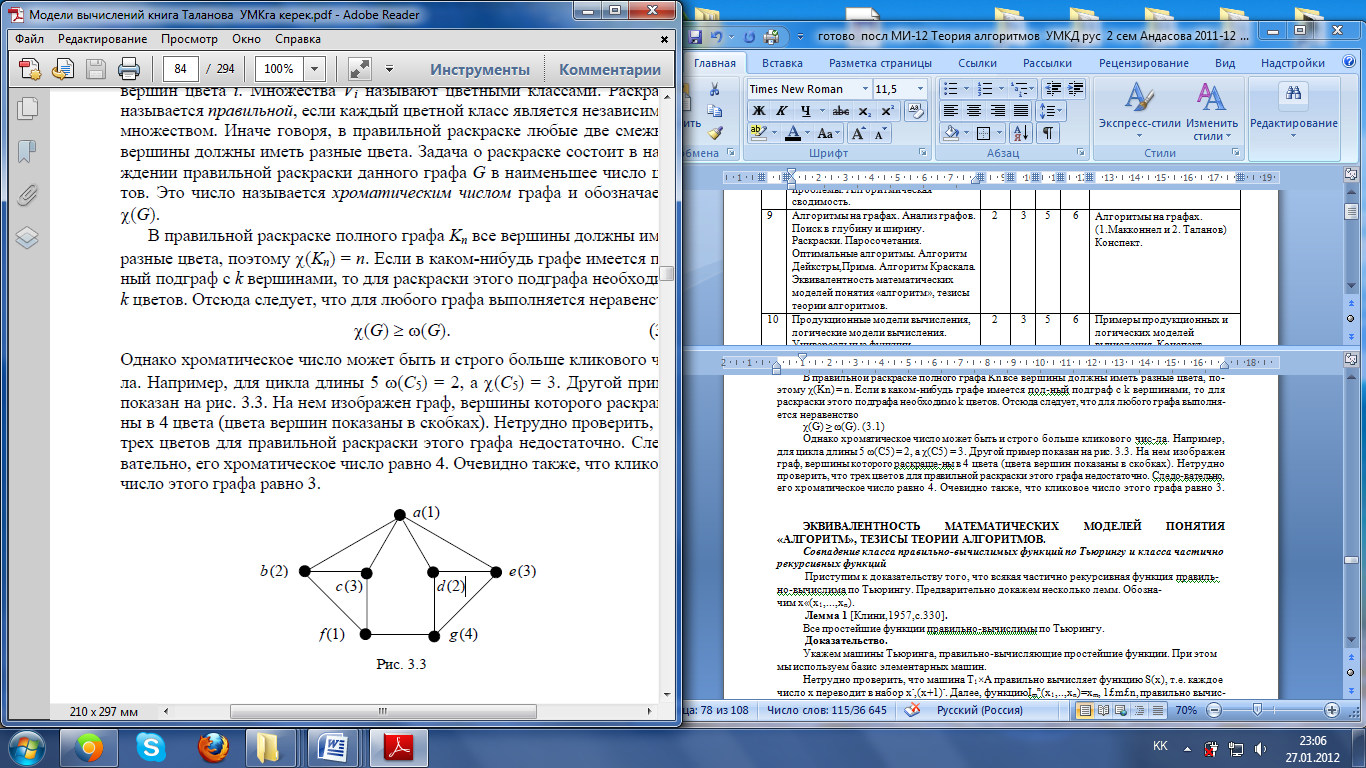 Модели вычислений книга Таланова УМКга керек.pdf - Adobe Reader
Файл Редактирование Просмотр Окно Справка
84 / 294 100% Инструменты Комментарии
вершин цвета i. Множества Vi называют цветными классами. Раскра
называется правильной, если каждый цветной класс является независим
множеством. Иначе говоря, в правильной раскраске любые две смежн
вершины должны иметь разные цвета. Задача о раскраске состоит в на
ждении правильной раскраски данного графа G в наименьшее число ц
тов. Это число называется хроматическим числом графа и обозначае
χ(G).
В правильной раскраске полного графа Kn все вершины должны им
разные цвета, поэтому χ(Kn) = n. Если в каком-нибудь графе имеется п
ный подграф с k вершинами, то для раскраски этого подграфа необходи
k цветов. Отсюда следует, что для любого графа выполняется неравенст
χ(G) ≥ ω(G). (3
Однако хроматическое число может быть и строго больше кликового ч
ла. Например, для цикла длины 5 ω(C5) = 2, а χ(C5) = 3. Другой прим
показан на рис. 3.3. На нем изображен граф, вершины которого раскра
ны в 4 цвета (цвета вершин показаны в скобках). Нетрудно проверить,
трех цветов для правильной раскраски этого графа недостаточно. Сле
вательно, его хроматическое число равно 4. Очевидно также, что клико
число этого графа равно 3.
a(1)
b(2) c(3) d(2) e(3)
f(1) g(4)
Рис. 3.3
210 x 297 мм
готово посл МИ-12 Теория алгоритмов УМКД рус 2 сем Андасова 2011-12 ...
Главная Вставка Разметка страницы Ссылки Рассылки Рецензирование Вид Надстройки
Times New Roman 11,5
Ж К Ч abc x₂ x²
Экспресс-стили Изменить стили Редактирование
Шрифт Абзац Стили
сводимость.
9 Алгоритмы на графах. Анализ графов. 2 3 5 6 Алгоритмы на графах.
Поиск в глубину и ширину. (1.Макконнел и 2. Таланов)
Раскраски. Паросочетания. Конспект.
Оптимальные алгоритмы. Алгоритм
Дейкстры,Прима. Алгоритм Краскала.
Эквивалентность математических
моделей понятия «алгоритм», тезисы
теории алгоритмов.
10 Продукционные модели вычисления, 2 3 5 6 Примеры продукционных и
логические модели вычисления. логических моделей
В правильной раскраске полного графа Kn все вершины должны иметь разные цвета, по-
этому χ(Kn) = n. Если в каком-нибудь графе имеется пол-ный подграф с k вершинами, то для
раскраски этого подграфа необходимо k цветов. Отсюда следует, что для любого графа выполня-
ется неравенство
χ(G) ≥ ω(G). (3.1)
Однако хроматическое число может быть и строго больше кликового чис-ла. Например,
для цикла длины 5 ω(C5) = 2, а χ(C5) = 3. Другой пример показан на рис. 3.3. На нем изображен
граф, вершины которого раскраше-ны в 4 цвета (цвета вершин показаны в скобках). Нетрудно
проверить, что трех цветов для правильной раскраски этого графа недостаточно. Следо-вательно,
его хроматическое число равно 4. Очевидно также, что кликовое число этого графа равно 3.
ЭКВИВАЛЕНТНОСТЬ МАТЕМАТИЧЕСКИХ МОДЕЛЕЙ ПОНЯТИЯ
«АЛГОРИТМ», ТЕЗИСЫ ТЕОРИИ АЛГОРИТМОВ.
Совпадение класса правильно-вычислимых функций по Тьюрингу и класса частично
рекурсивных функций
Приступим к доказательству того, что всякая частично рекурсивная функция правиль-
но-вычислима по Тьюрингу. Предварительно докажем несколько лемм. Обозна-
чим x«(x1,...,xn).
Лемма 1 [Клини,1957,с.330].
Все простейшие функции правильно-вычислимы по Тьюрингу.
Доказательство.
Укажем машины Тьюринга, правильно-вычисляющие простейшие функции. При этом
мы используем базис элементарных машин.
Нетрудно проверить, что машина T1×A правильно вычисляет функцию S(x), т.е. каждое
ца: 78 из 108 Число слов: 115/36 645 Русский (Россия) 70%
KK 23:06
27.01.2012